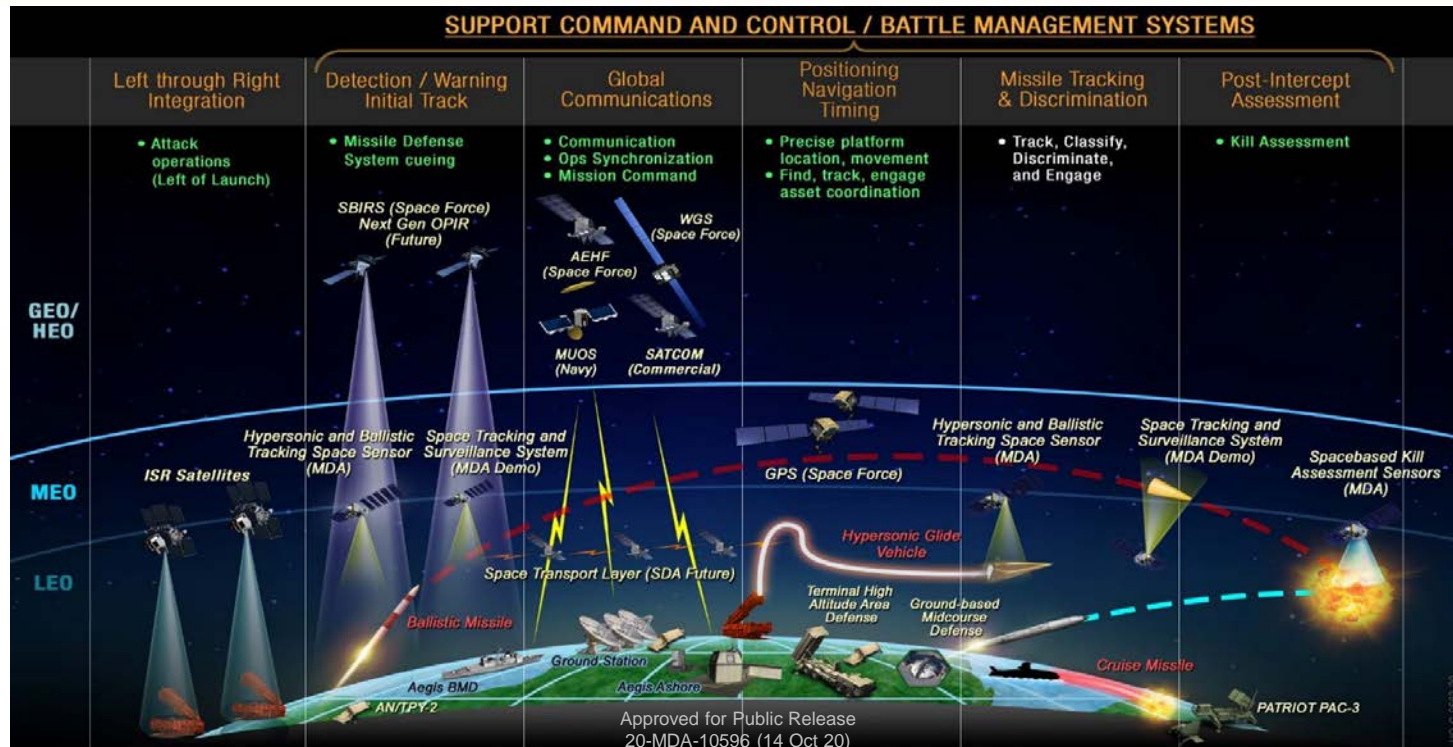 SUPPORT COMMAND AND CONTROL / BATTLE MANAGEMENT SYSTEMS
Left through Right
Integration
Detection / Warning
Initial Track
Global
Communications
Positioning
Navigation
Timing
Missile Tracking
& Discrimination
Post-Intercept
Assessment
• Attack
operations
(Left of Launch)
• Missile Defense
System cueing
• Communication
• Ops Synchronization
• Mission Command
• Precise platform
location, movement
• Find, track, engage
asset coordination
• Track, Classify,
Discriminate,
and Engage
• Kill Assessment
SBIRS (Space Force)
Next Gen OPIR
(Future)
AEHF
(Space Force)
WGS
(Space Force)
MUOS
(Navy)
SATCOM
(Commercial)
GEO/
HEO
MEO
LEO
ISR Satellites
Hypersonic and Ballistic
Tracking Space Sensor
(MDA)
Space Tracking and
Surveillance System
(MDA Demo)
GPS (Space Force)
Hypersonic and Ballistic
Tracking Space Sensor
(MDA)
Space Tracking and
Surveillance System
(MDA Demo)
Spacebased Kill
Assessment Sensors
(MDA)
Space Transport Layer (SDA Future)
Hypersonic Glide
Vehicle
Ballistic Missile
Terminal High
Altitude Area
Defense
Ground-based
Midcourse
Defense
Cruise Missile
Aegis BMD
Ground Station
Aegis Ashore
AN/TPY-2
PATRIOT PAC-3
Approved for Public Release
20-MDA-10596 (14 Oct 20)